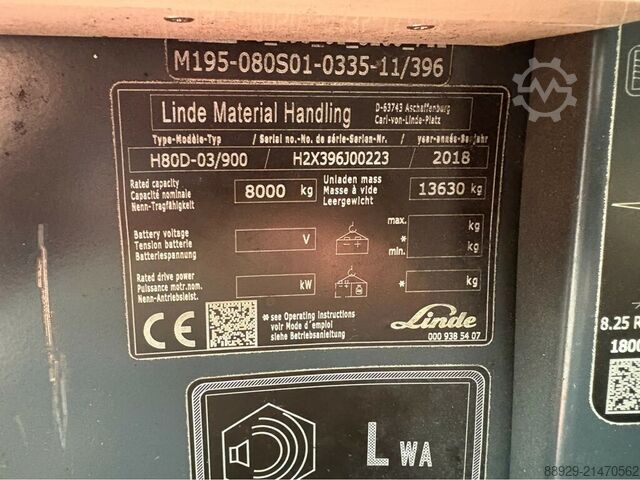 M195-080S01-0335-11/396
Linde Material Handling
D-63743 Aschaffenburg
Carl-von-Linde-Platz
Type-Modèle-Typ / Serial no.-No. de série-Serien-Nr. / year-année-Baujahr
H80D-03/900 / H2X396J00223 / 2018
Rated capacity
Capacité nominale
Nenn-Tragfähigkeit
8000 kg
Unladen mass
Masse à vide
Leergewicht
13630 kg
Battery voltage
Tension batterie
Batteriespannung
V
max. kg
*
min. kg
Rated drive power
Puissance motr.nom.
Nenn-Antriebsleist.
kW
* kg
CE
* see Operating instructions
voir Mode d'emploi
siehe Betriebsanleitung
Linde
000 938 54 07
LWA
8.25 R
1800
88929-21470562